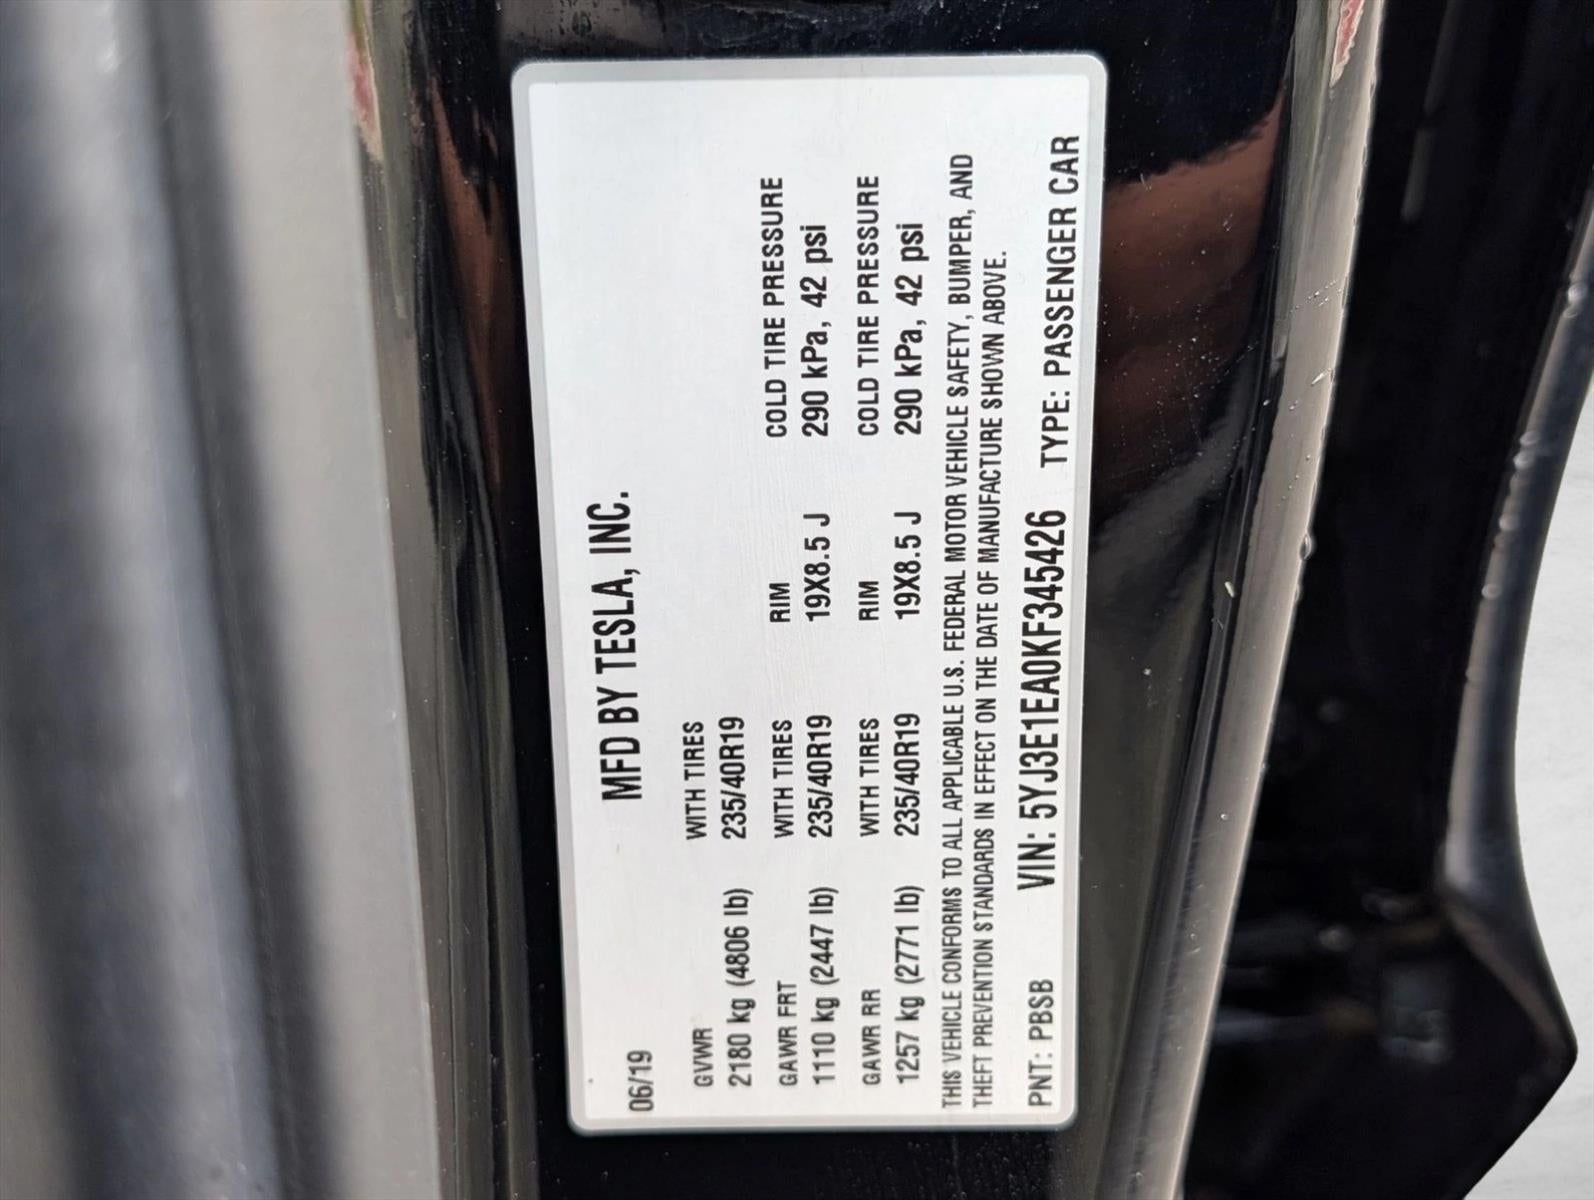 MFD BY TESLA, INC.
06/19
GVWR WITH TIRES
2180 kg (4806 lb) 235/40R19
GAWR FRT WITH TIRES RIM COLD TIRE PRESSURE
1110 kg (2447 lb) 235/40R19 19X8.5 J 290 kPa, 42 psi
GAWR RR WITH TIRES RIM COLD TIRE PRESSURE
1257 kg (2771 lb) 235/40R19 19X8.5 J 290 kPa, 42 psi
THIS VEHICLE CONFORMS TO ALL APPLICABLE U.S. FEDERAL MOTOR VEHICLE SAFETY, BUMPER, AND
THEFT PREVENTION STANDARDS IN EFFECT ON THE DATE OF MANUFACTURE SHOWN ABOVE.
PNT: PBSB VIN: 5YJ3E1EA0KF345426 TYPE: PASSENGER CAR